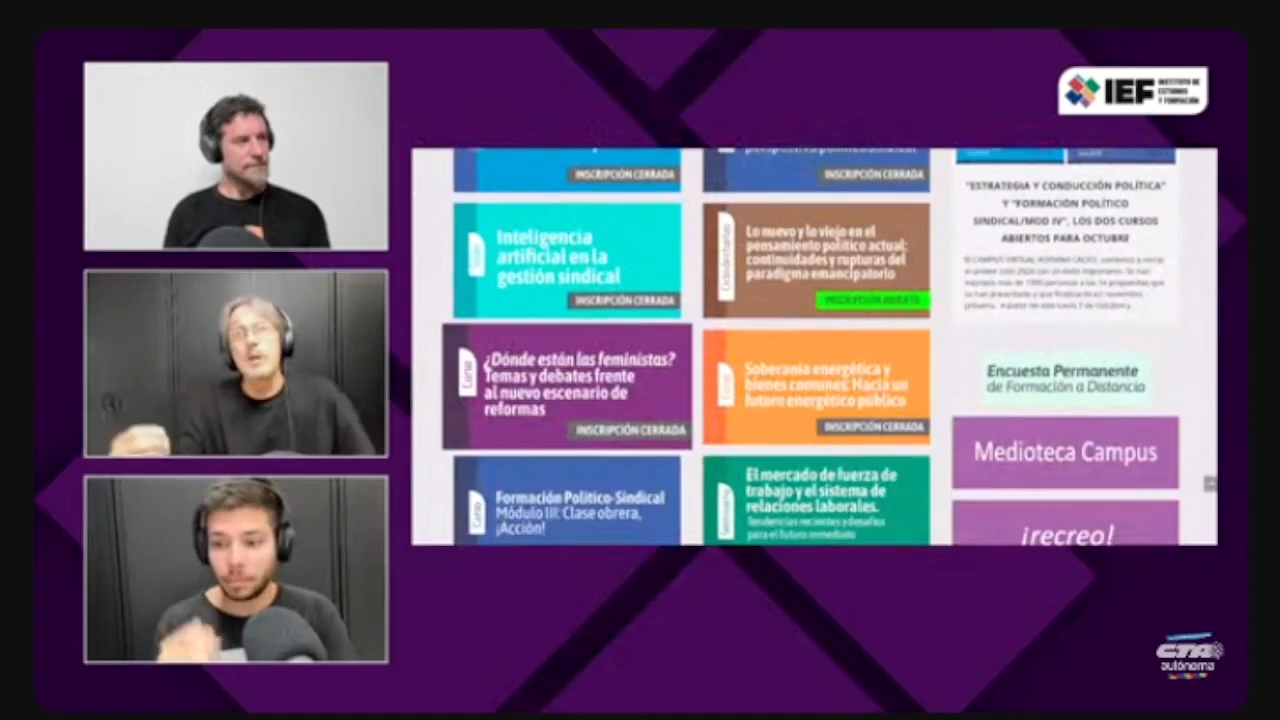 IEF
INSTITUTO DE
ESTUDIOS
Y FORMACIÓN
INSCRIPCIÓN CERRADA
INSCRIPCIÓN CERRADA
Inteligencia
artificial en la
gestión sindical
INSCRIPCIÓN CERRADA
Lo nuevo y lo viejo en el
pensamiento político actual:
continuidades y rupturas del
paradigma emancipatorio
INSCRIPCIÓN ABIERTA
Curso
¿Dónde están las feministas?
Temas y debates frente
al nuevo escenario de
reformas
INSCRIPCIÓN CERRADA
Soberanía energética y
bienes comunes: Hacia un
futuro energético público
INSCRIPCIÓN CERRADA
Curso
Formación Político-Sindical
Módulo III: Clase obrera,
¡Acción!
Seminario
El mercado de fuerza de
trabajo y el sistema de
relaciones laborales.
Tendencias recientes y desafíos
para el futuro inmediato
"ESTRATEGIA Y CONDUCCIÓN POLÍTICA"
Y "FORMACIÓN POLÍTICO
SINDICAL/MOD IV", LOS DOS CURSOS
ABIERTOS PARA OCTUBRE
Encuesta Permanente
de Formación a Distancia
Medioteca Campus
¡recreo!
CTA
autónoma